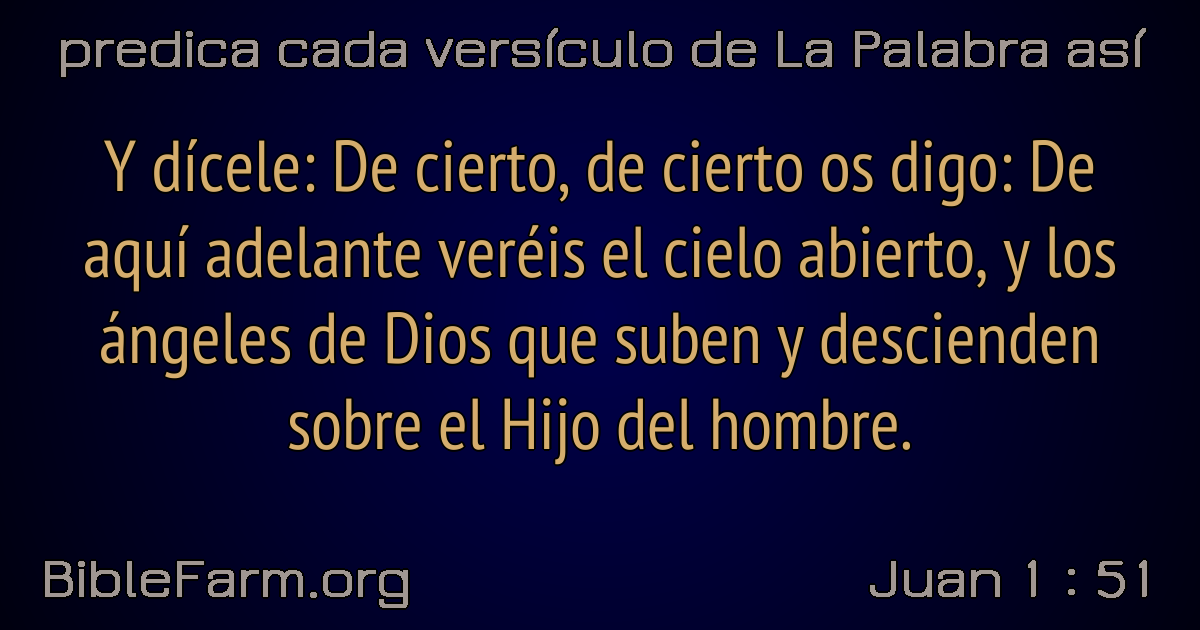 predica cada versículo de La Palabra así
Y dícele: De cierto, de cierto os digo: De
aquí adelante veréis el cielo abierto, y los
ángeles de Dios que suben y descienden
sobre el Hijo del hombre.
BibleFarm.org
Juan 1 : 51